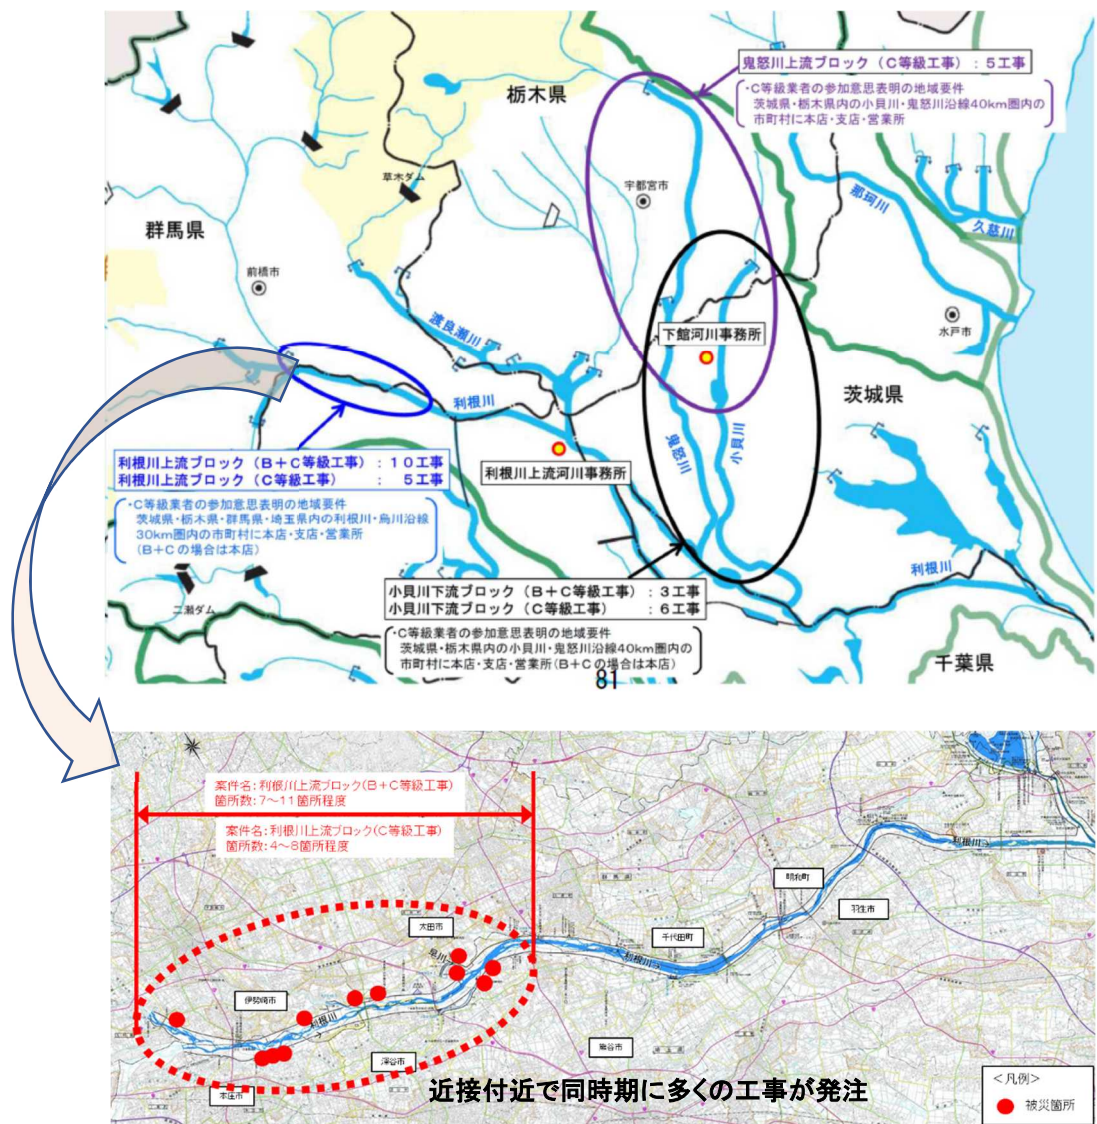 鬼怒川上流ブロック（C等級工事）：5工事
・C等級業者の参加意思表明の地域要件
茨城県・栃木県内の小貝川・鬼怒川沿線40km圏内の
市町村に本店・支店・営業所
栃木県
草木ダム
宇都宮市
那珂川
久慈川
群馬県
前橋市
水戸市
渡良瀬川
下館河川事務所
茨城県
利根川
鬼怒川
小貝川
利根川上流ブロック（B＋C等級工事）：10工事
利根川上流ブロック（C等級工事）：5工事
利根川上流河川事務所
・C等級業者の参加意思表明の地域要件
茨城県・栃木県・群馬県・埼玉県内の利根川・烏川沿線
30km圏内の市町村に本店・支店・営業所
（B＋Cの場合は本店）
二瀬ダム
利根川
小貝川下流ブロック（B＋C等級工事）：3工事
小貝川下流ブロック（C等級工事）：6工事
・C等級業者の参加意思表明の地域要件
茨城県・栃木県内の小貝川・鬼怒川沿線40km圏内の
市町村に本店・支店・営業所（B＋Cの場合は本店）
千葉県
81
案件名：利根川上流ブロック（B＋C等級工事）
箇所数：7～11箇所程度
案件名：利根川上流ブロック（C等級工事）
箇所数：4～8箇所程度
利根川
明和町
羽生市
太田市
千代田町
利根川
伊勢崎市
利根川
深谷市
熊谷市
本庄市
近接付近で同時期に多くの工事が発注
＜凡例＞
被災箇所